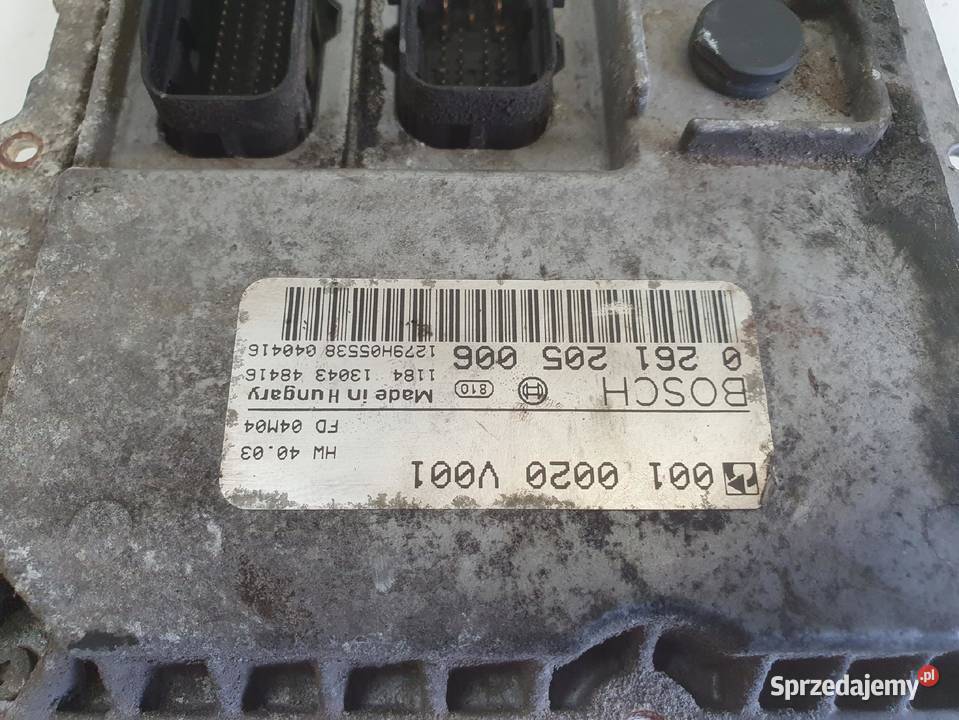 001 0020 V001
HW 40.03
FD 04M04
BOSCH
810
Made in Hungary
1184 13043 48416
0 261 205 006
1279H05538 040416
Sprzedajemy.pl